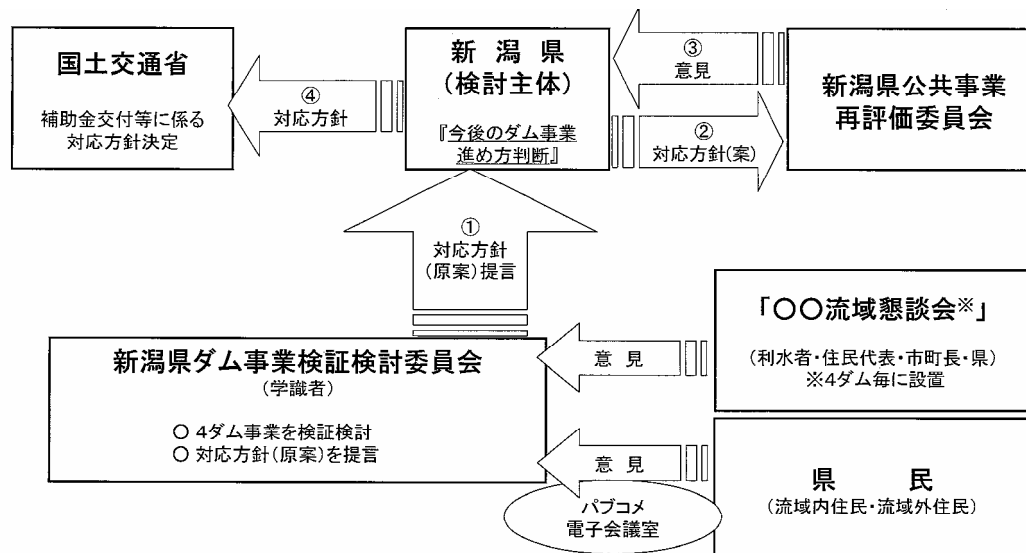 国土交通省
補助金交付等に係る
対応方針決定
④
対応方針
新 潟 県
(検討主体)
『今後のダム事業
進め方判断』
③
意見
②
対応方針(案)
新潟県公共事業
再評価委員会
①
対応方針
(原案)提言
新潟県ダム事業検証検討委員会
(学識者)
○ 4ダム事業を検証検討
○ 対応方針(原案)を提言
意 見
「○○流域懇談会※」
(利水者・住民代表・市町長・県)
※4ダム毎に設置
意 見
パブコメ
電子会議室
県 民
(流域内住民・流域外住民)